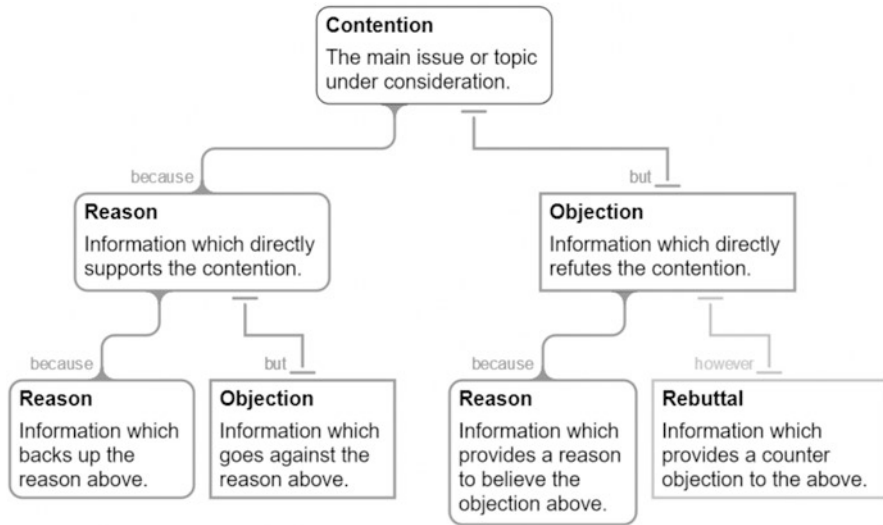 Contention
The main issue or topic
under consideration.
because
but
Reason
Information which directly
supports the contention.
Objection
Information which directly
refutes the contention.
because
but
because
however
Reason
Information which
backs up the
reason above.
Objection
Information which
goes against the
reason above.
Reason
Information which
provides a reason
to believe the
objection above.
Rebuttal
Information which
provides a counter
objection to the above.